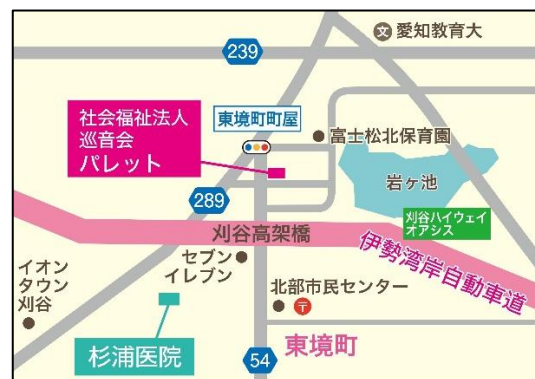 文 愛知教育大
239
社会福祉法人
巡音会
パレット
東境町町屋
富士松北保育園
岩ヶ池
289
刈谷ハイウェイ
オアシス
刈谷高架橋
伊勢湾岸自動車道
セブン
イレブン
イオン
タウン
刈谷
北部市民センター
〒
杉浦医院
東境町
54